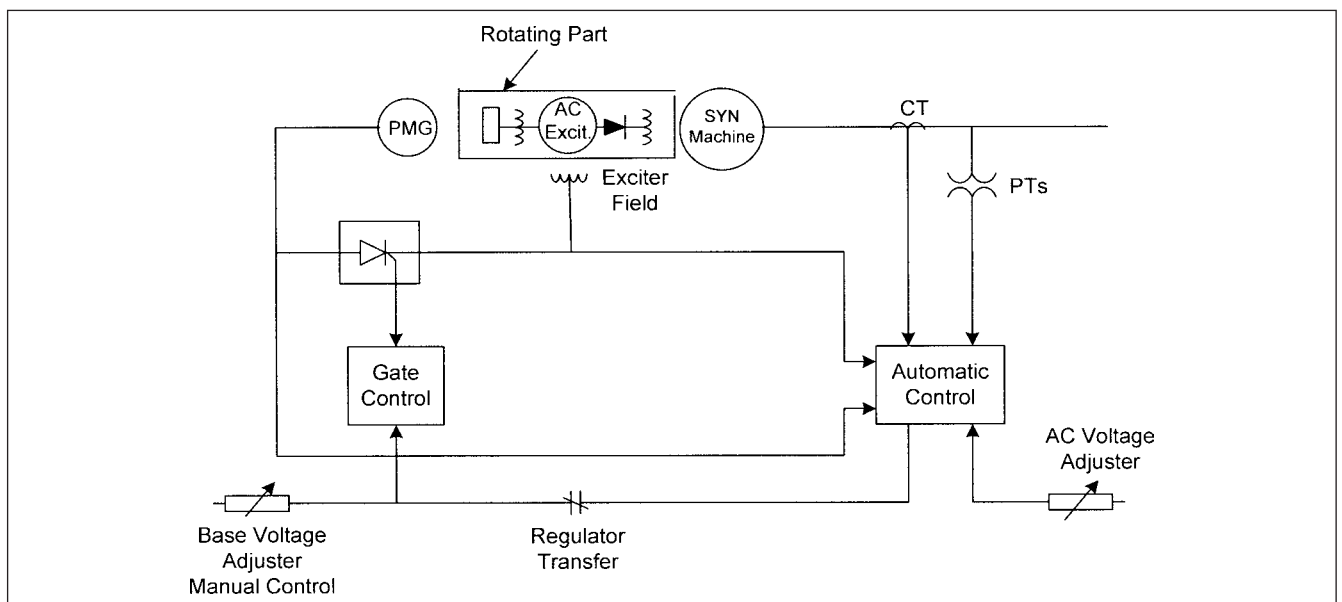 Rotating Part
PMG
AC
Excit.
SYN
Machine
CT
PTs
Exciter
Field
Gate
Control
Automatic
Control
AC Voltage
Adjuster
Base Voltage
Adjuster
Manual Control
Regulator
Transfer